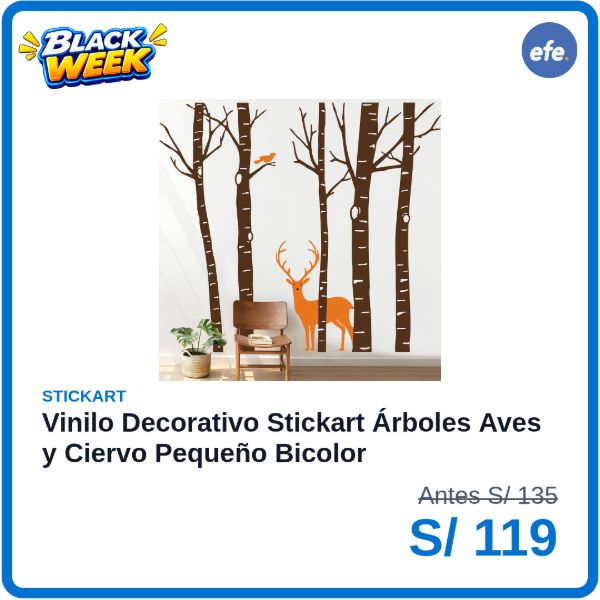 BLACK
WEEK
efe.
STICKART
Vinilo Decorativo Stickart Árboles Aves
y Ciervo Pequeño Bicolor
Antes S/ 135
S/ 119